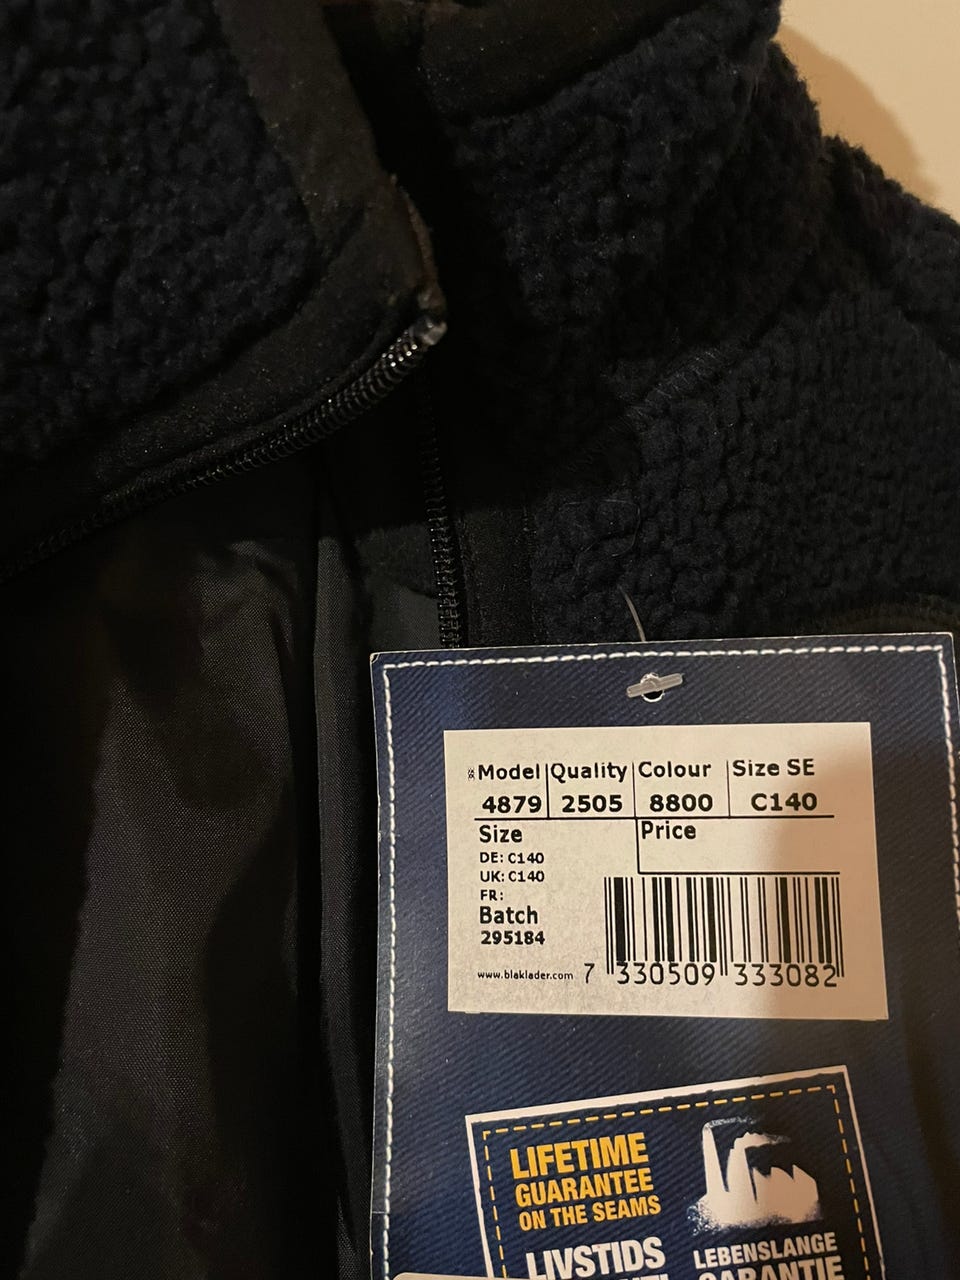 Model Quality Colour Size SE
4879 2505 8800 C140
Size Price
DE: C140
UK: C140
FR:
Batch
295184
www.blaklader.com 7 330509 333082
LIFETIME
GUARANTEE
ON THE SEAMS
LIVSTIDS
LEBENSLANGE
GARANTIE